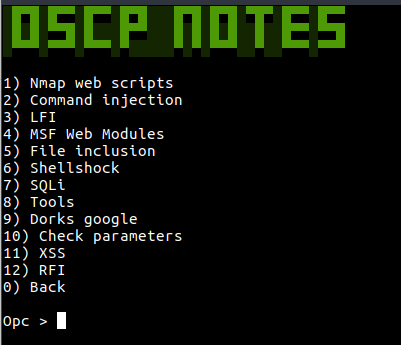 OSCP NOTES
1) Nmap web scripts
2) Command injection
3) LFI
4) MSF Web Modules
5) File inclusion
6) Shellshock
7) SQLi
8) Tools
9) Dorks google
10) Check parameters
11) XSS
12) RFI
0) Back
Opc >